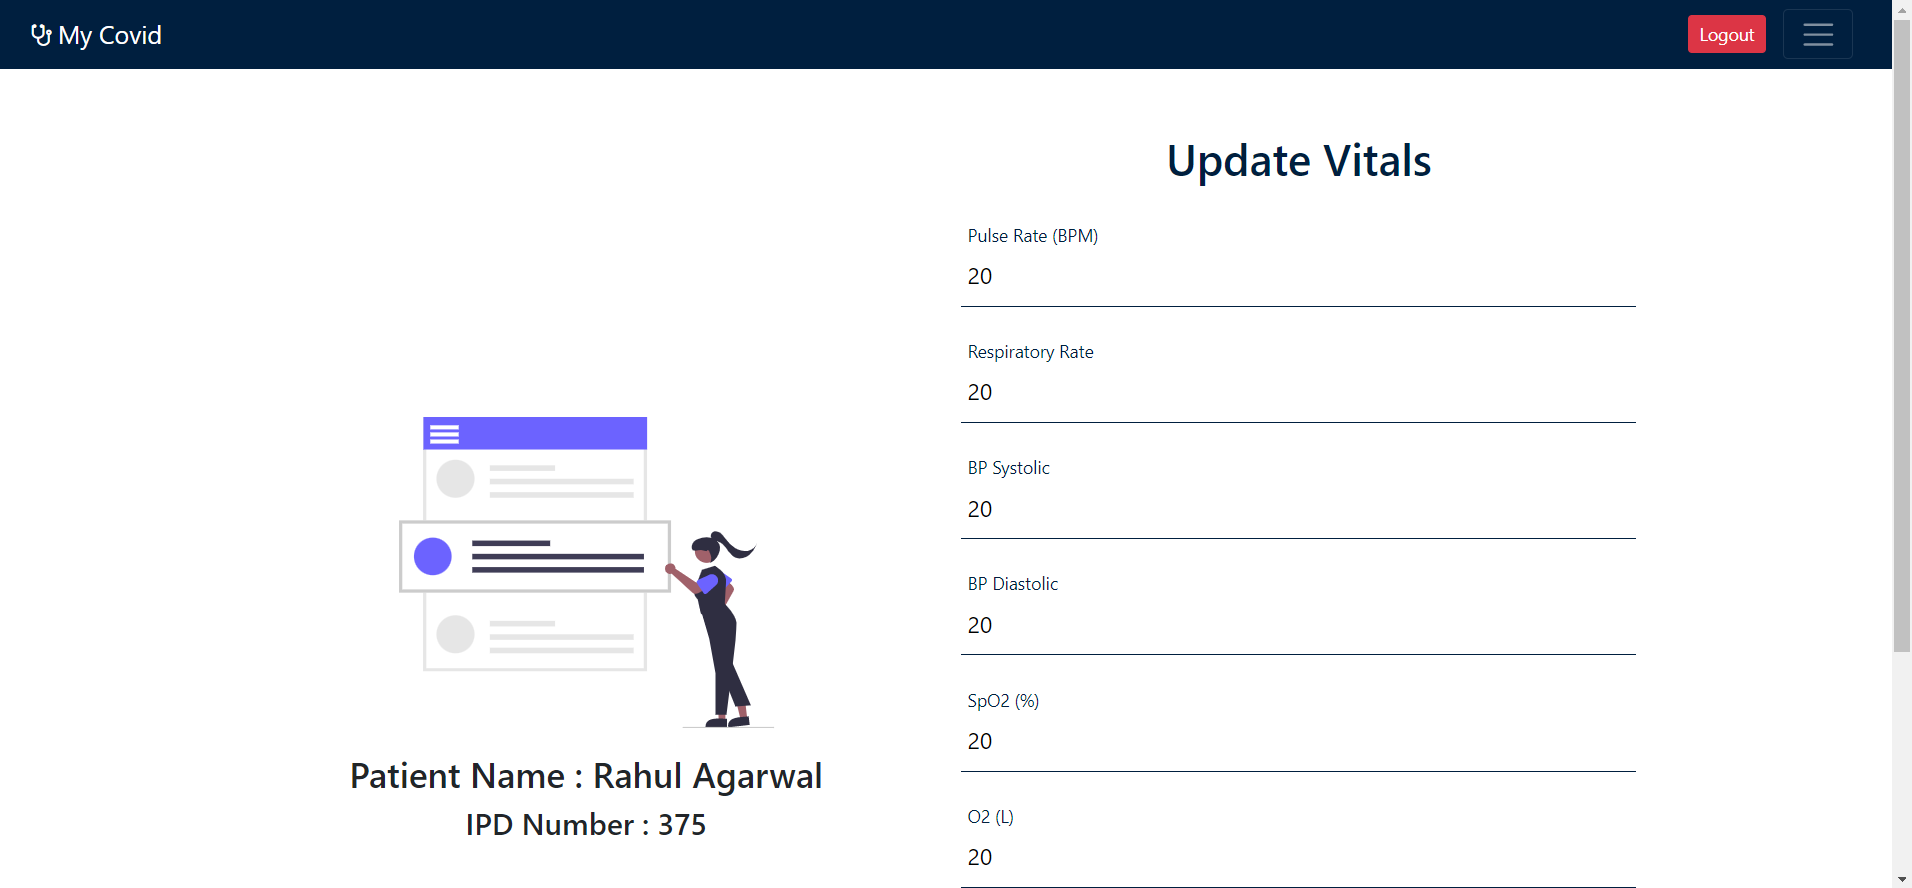 My Covid
Logout
Update Vitals
Pulse Rate (BPM)
20
Respiratory Rate
20
BP Systolic
20
BP Diastolic
20
SpO2 (%)
20
O2 (L)
20
Patient Name : Rahul Agarwal
IPD Number : 375